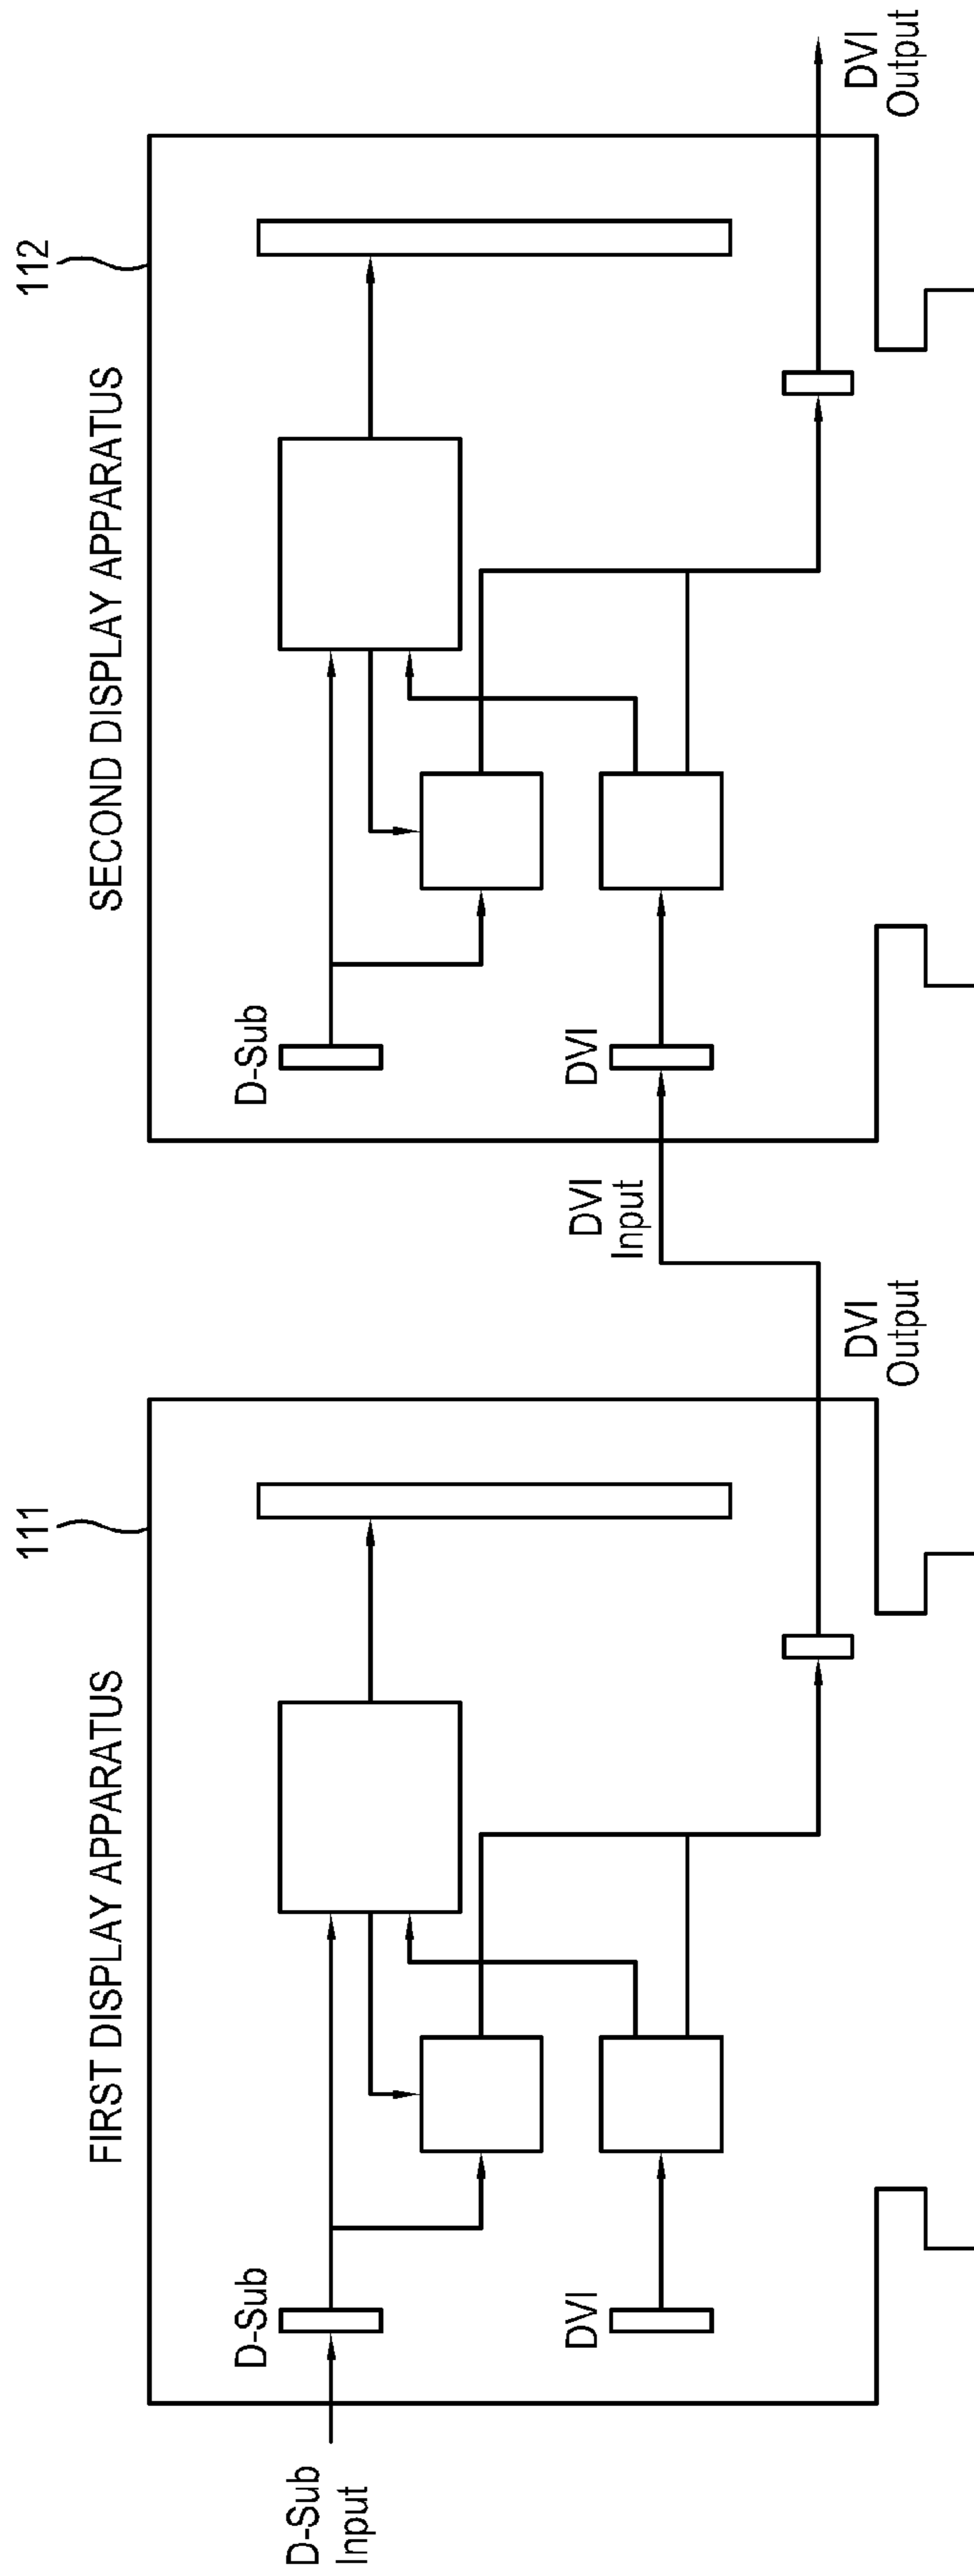 111
112
FIRST DISPLAY APPARATUS
SECOND DISPLAY APPARATUS
D-Sub
Input
D-Sub
D-Sub
DVI
DVI
Input
DVI
DVI
Output
DVI
Output